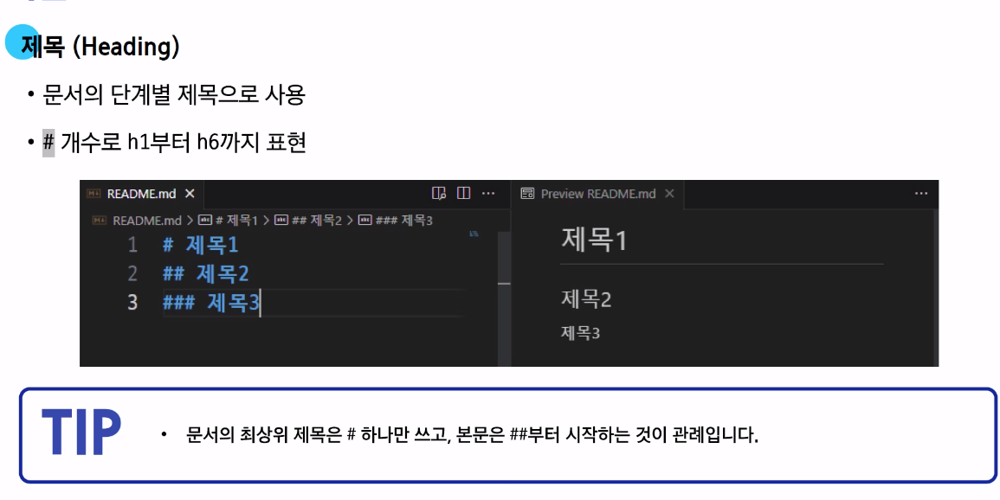 제목 (Heading)
• 문서의 단계별 제목으로 사용
• # 개수로 h1부터 h6까지 표현
README.md
Preview README.md
README.md > # 제목1 > ## 제목2 > ### 제목3
1 # 제목1
2 ## 제목2
3 ### 제목3
제목1
제목2
제목3
TIP
• 문서의 최상위 제목은 # 하나만 쓰고, 본문은 ##부터 시작하는 것이 관례입니다.